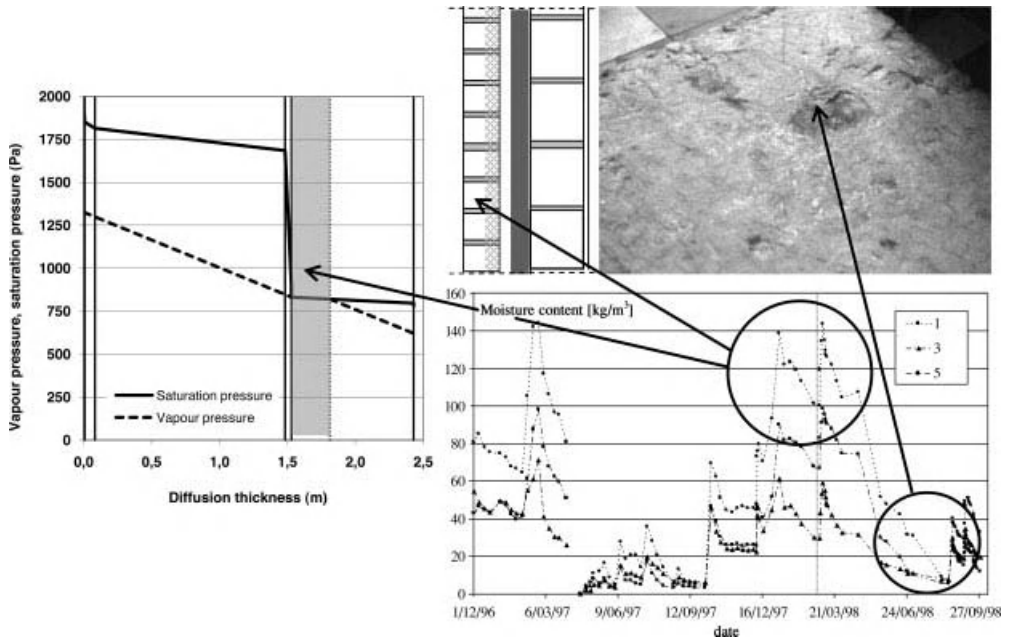 2000
1750
1500
1250
1000
750
500
250
0
Vapour pressure, saturation pressure (Pa)
Saturation pressure
Vapour pressure
0,0 0,5 1,0 1,5 2,0 2,5
Diffusion thickness (m)
160
140
120
100
80
60
40
20
0
Moisture content [kg/m³]
1
3
5
1/12/96 6/03/97 9/06/97 12/09/97 16/12/97 21/03/98 24/06/98 27/09/98
date